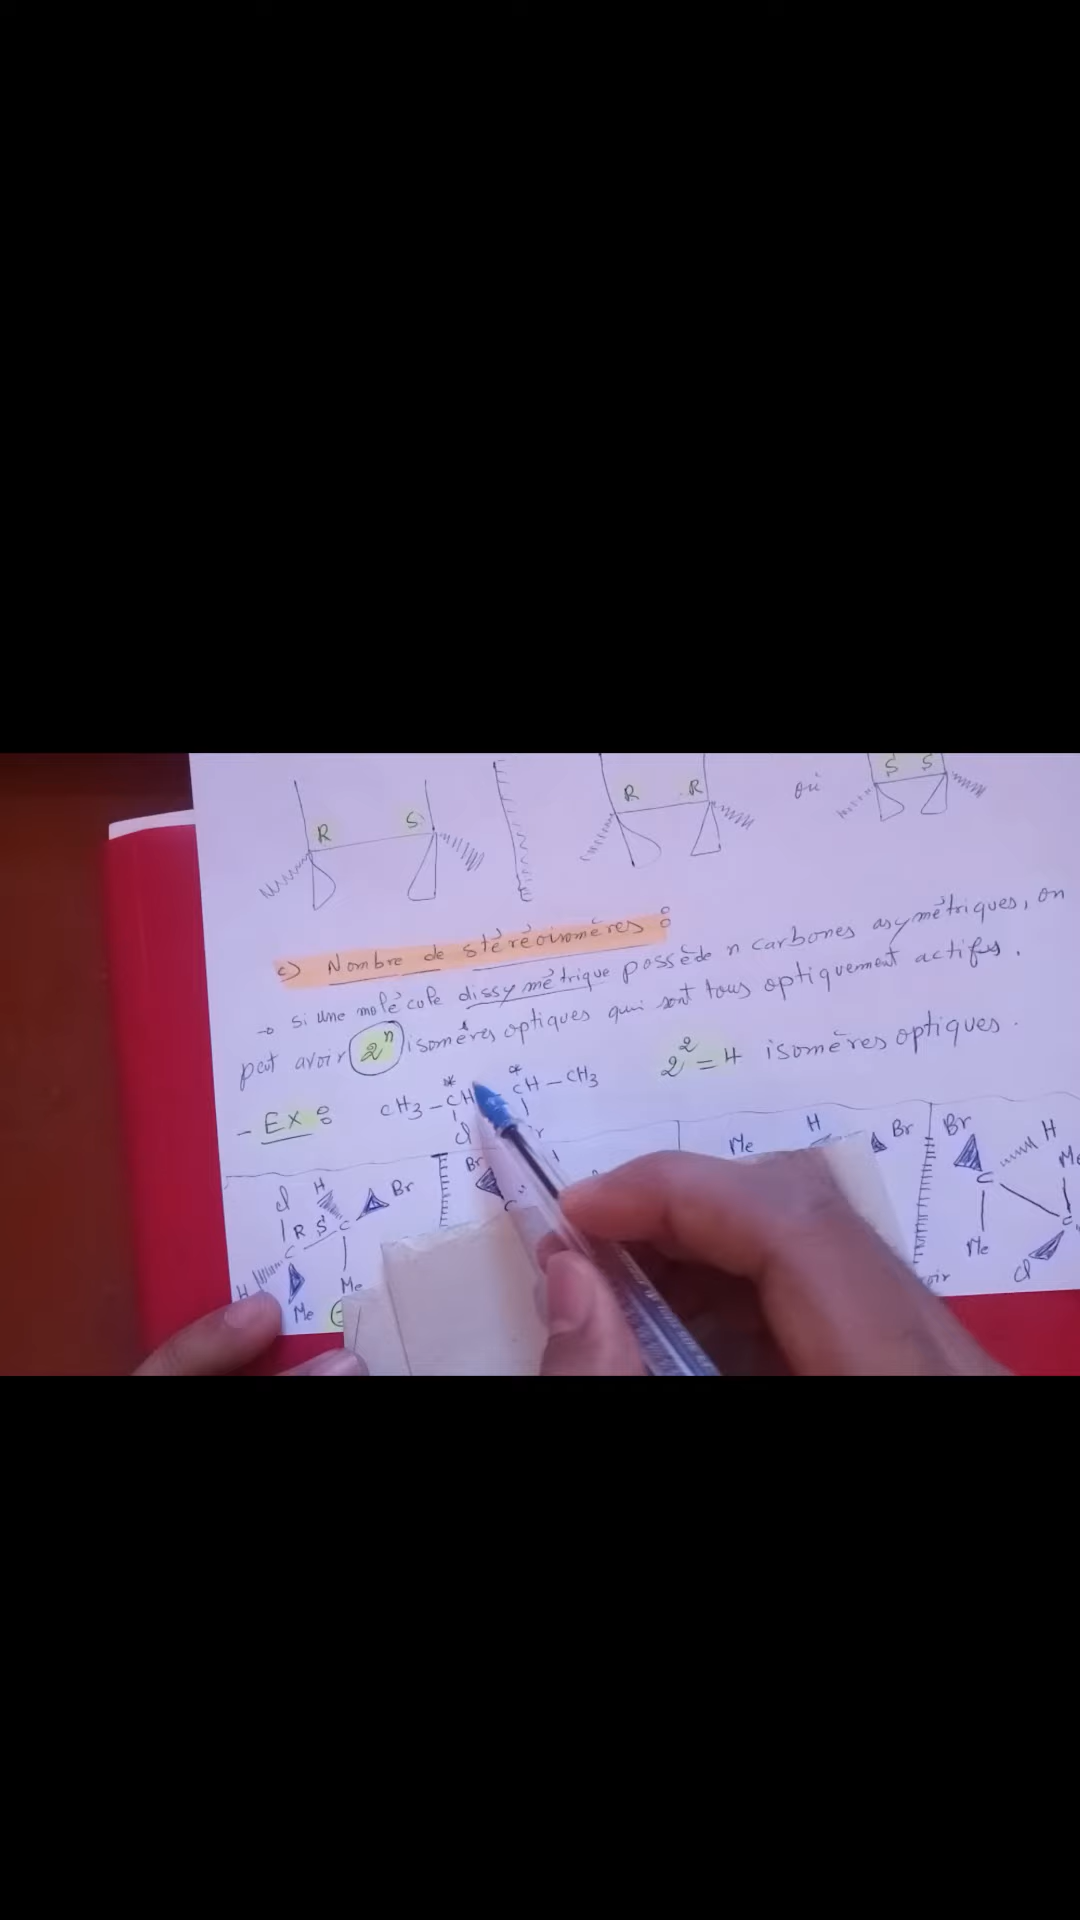 R S R R où S S
c) Nombre de stéréoisomères :
→ si une molécule dissymétrique possède n carbones asymétriques, on
peut avoir 2ⁿ isomères optiques qui sont tous optiquement actifs.
- Ex : CH3 - *CH *CH - CH3 2² = 4 isomères optiques.
Cl
Cl H Br Br Me H Br Br H Me
R S C C C
H C Me Me Me Cl C